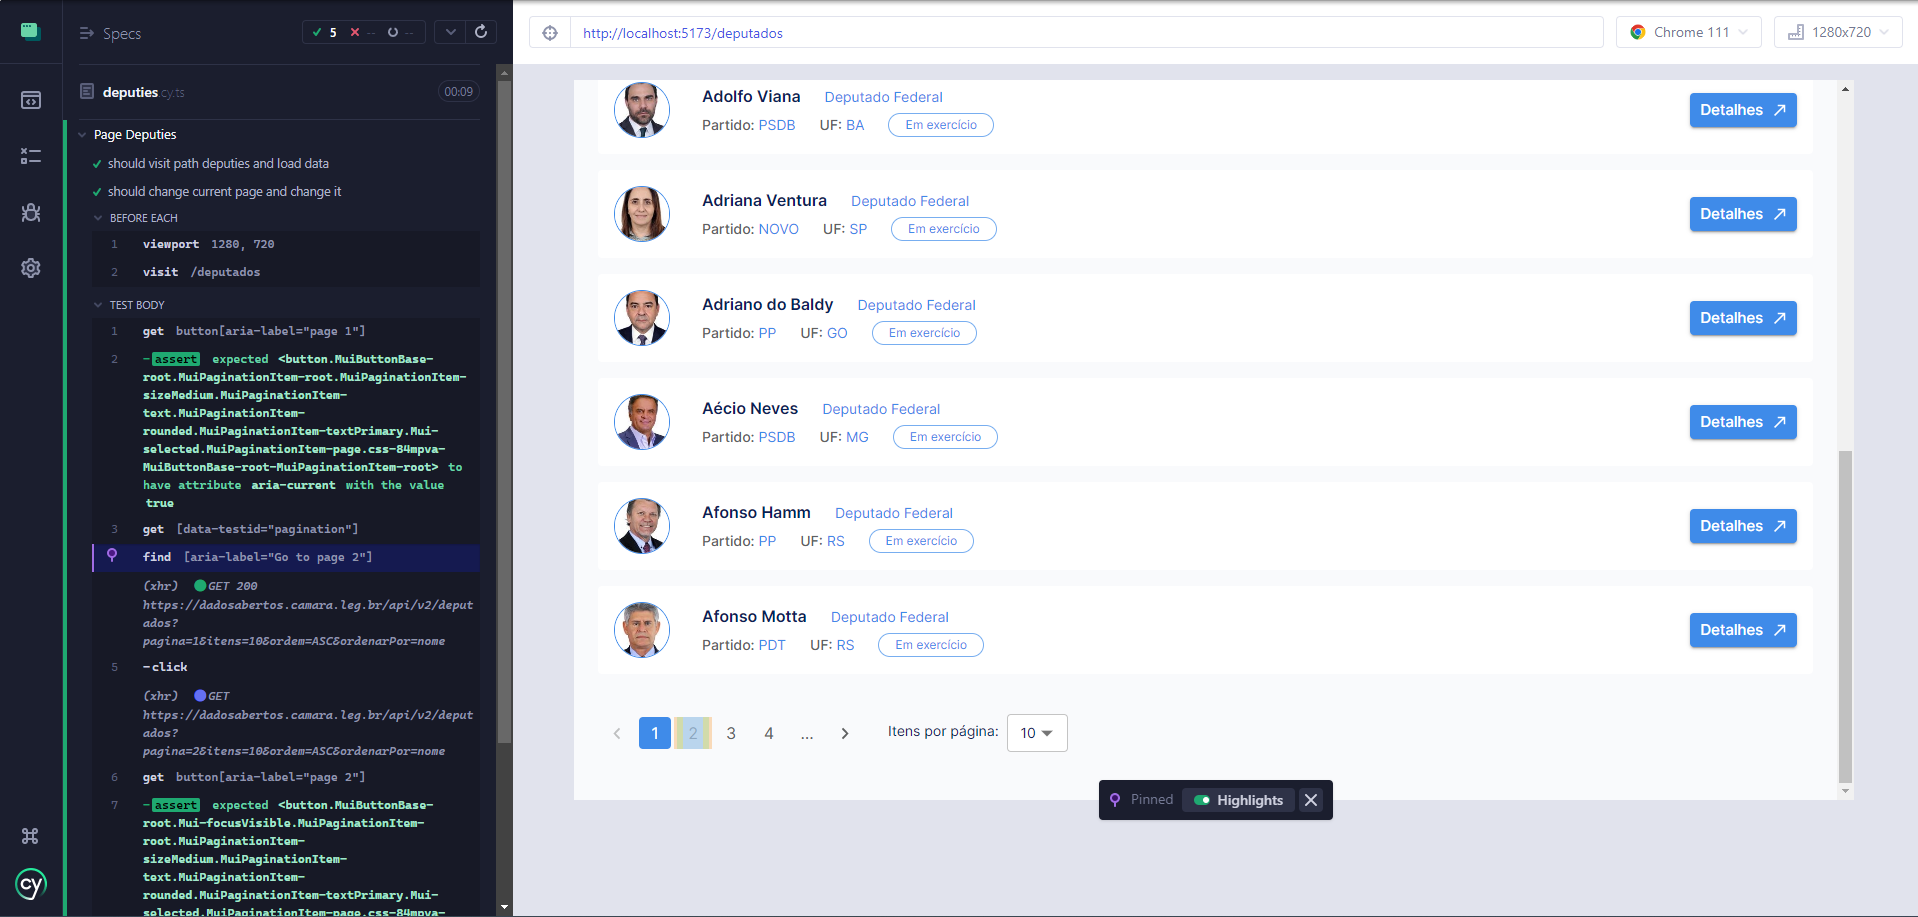 Specs
5
--
--
http://localhost:5173/deputados
Chrome 111
1280x720
deputies.cy.ts
00:09
Page Deputies
should visit path deputies and load data
should change current page and change it
BEFORE EACH
1 viewport 1280, 720
2 visit /deputados
TEST BODY
1 get button[aria-label="page 1"]
2 -assert expected <button.MuiButtonBase-
root.MuiPaginationItem-root.MuiPaginationItem-
sizeMedium.MuiPaginationItem-
text.MuiPaginationItem-
rounded.MuiPaginationItem-textPrimary.Mui-
selected.MuiPaginationItem-page.css-84mpva-
MuiButtonBase-root-MuiPaginationItem-root> to
have attribute aria-current with the value
true
3 get [data-testid="pagination"]
find [aria-label="Go to page 2"]
(xhr) GET 200
https://dadosabertos.camara.leg.br/api/v2/deput
ados?
pagina=1&itens=10&ordem=ASC&ordenarPor=nome
5 -click
(xhr) GET
https://dadosabertos.camara.leg.br/api/v2/deput
ados?
pagina=2&itens=10&ordem=ASC&ordenarPor=nome
6 get button[aria-label="page 2"]
7 -assert expected <button.MuiButtonBase-
root.Mui-focusVisible.MuiPaginationItem-
root.MuiPaginationItem-
sizeMedium.MuiPaginationItem-
text.MuiPaginationItem-
rounded.MuiPaginationItem-textPrimary.Mui-
selected.MuiPaginationItem-page.css-84mpva-
cy
Adolfo Viana Deputado Federal
Partido: PSDB UF: BA Em exercício
Detalhes
Adriana Ventura Deputado Federal
Partido: NOVO UF: SP Em exercício
Detalhes
Adriano do Baldy Deputado Federal
Partido: PP UF: GO Em exercício
Detalhes
Aécio Neves Deputado Federal
Partido: PSDB UF: MG Em exercício
Detalhes
Afonso Hamm Deputado Federal
Partido: PP UF: RS Em exercício
Detalhes
Afonso Motta Deputado Federal
Partido: PDT UF: RS Em exercício
Detalhes
1 2 3 4 ... Itens por página: 10
Pinned Highlights